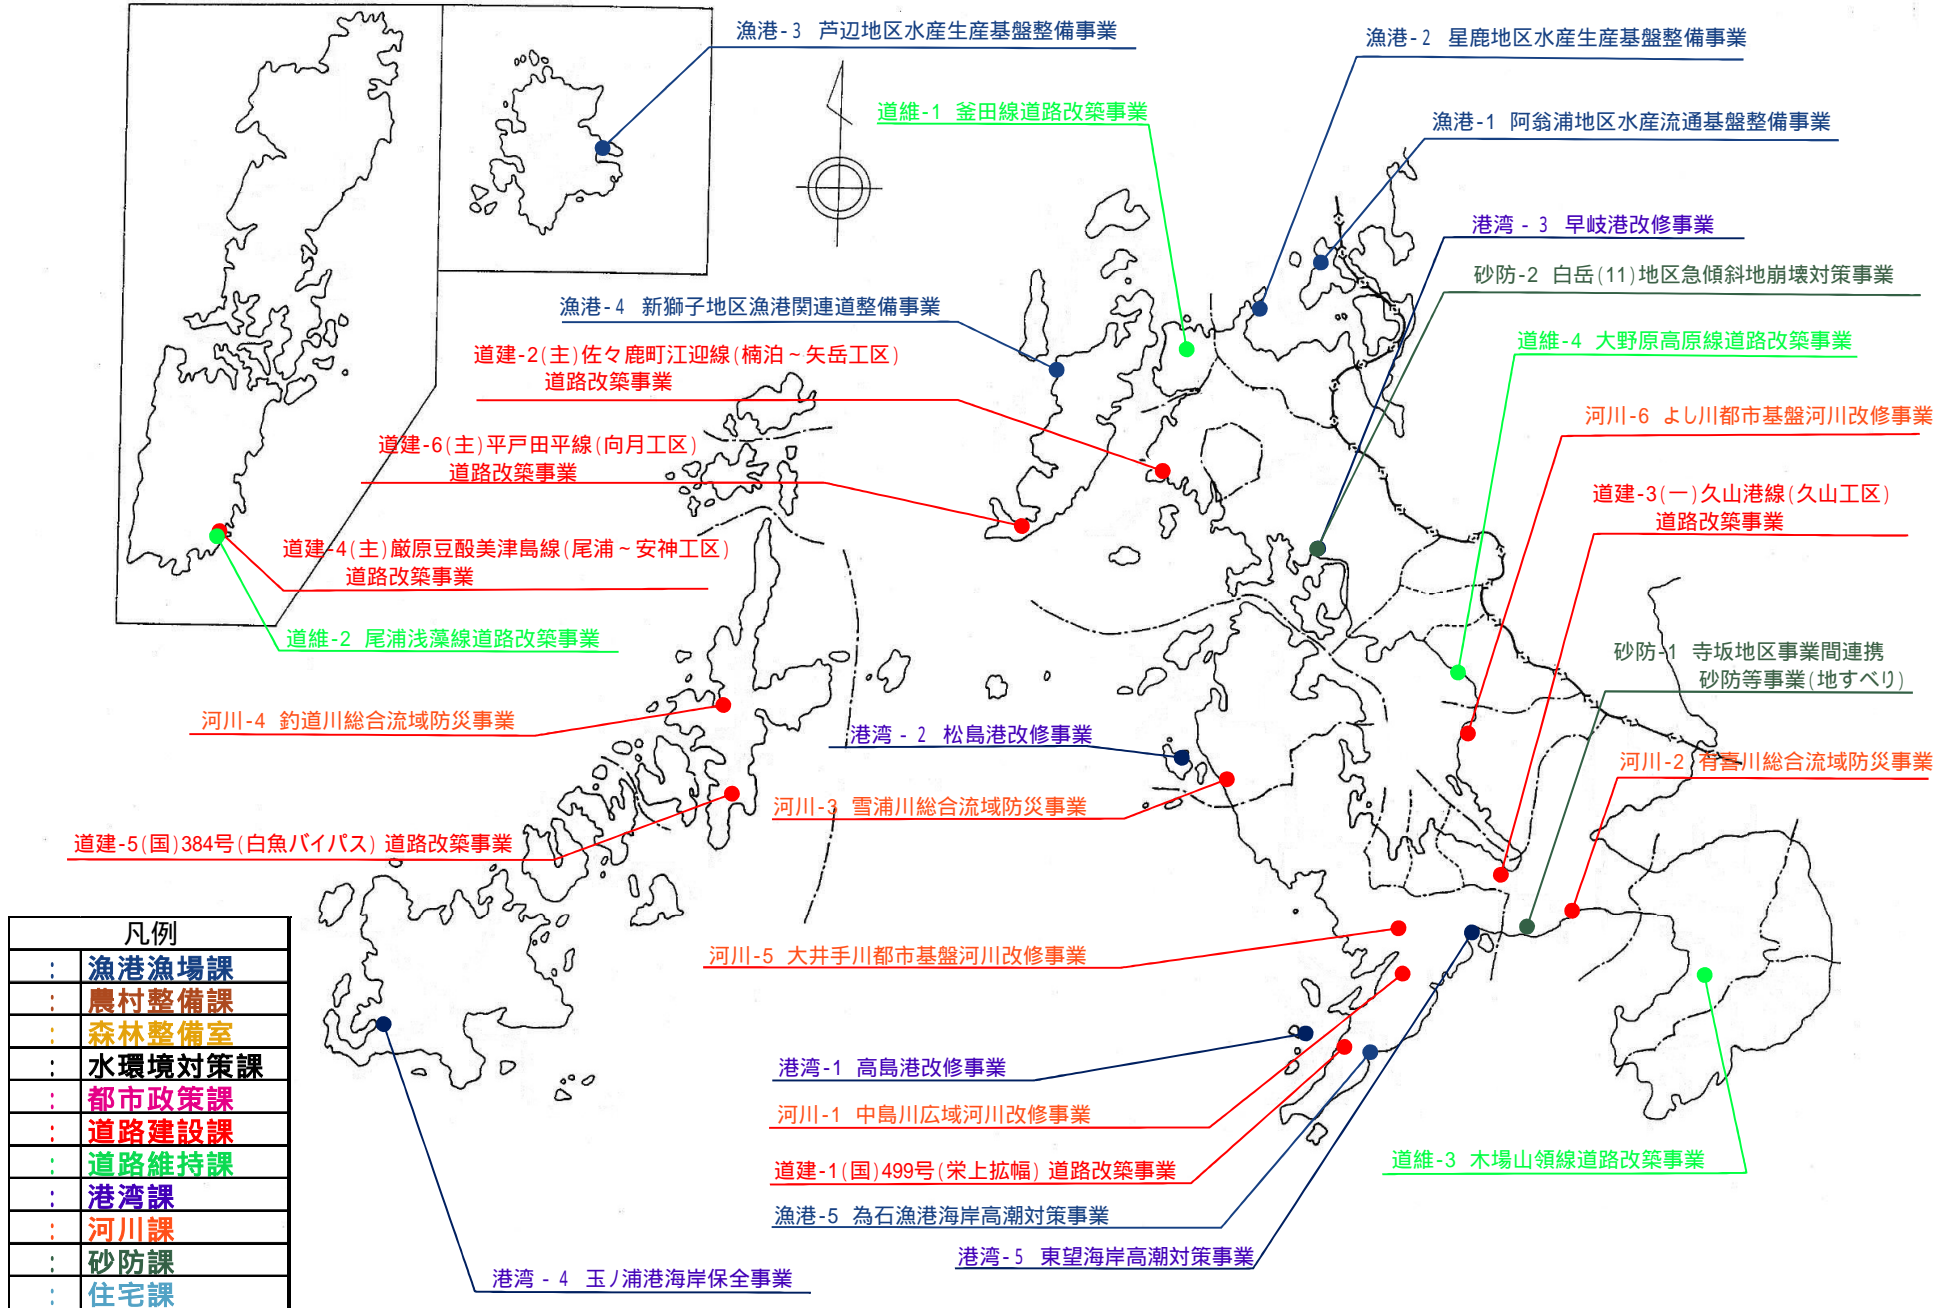 漁港-3 芦辺地区水産生産基盤整備事業
漁港-2 星鹿地区水産生産基盤整備事業
道維-1 釜田線道路改築事業
漁港-1 阿翁浦地区水産流通基盤整備事業
港湾 - 3 早岐港改修事業
砂防-2 白岳(11)地区急傾斜地崩壊対策事業
漁港-4 新獅子地区漁港関連道整備事業
道維-4 大野原高原線道路改築事業
道建-2(主)佐々鹿町江迎線(楠泊~矢岳工区)
道路改築事業
河川-6 よし川都市基盤河川改修事業
道建-6(主)平戸田平線(向月工区)
道路改築事業
道建-3(一)久山港線(久山工区)
道路改築事業
道建-4(主)厳原豆酘美津島線(尾浦~安神工区)
道路改築事業
道維-2 尾浦浅藻線道路改築事業
砂防-1 寺坂地区事業間連携
砂防等事業(地すべり)
河川-4 釣道川総合流域防災事業
港湾 - 2 松島港改修事業
河川-2 有喜川総合流域防災事業
河川-3 雪浦川総合流域防災事業
道建-5(国)384号(白魚バイパス) 道路改築事業
河川-5 大井手川都市基盤河川改修事業
港湾-1 高島港改修事業
河川-1 中島川広域河川改修事業
道建-1(国)499号(栄上拡幅) 道路改築事業
道維-3 木場山領線道路改築事業
漁港-5 為石漁港海岸高潮対策事業
港湾-5 東望海岸高潮対策事業
港湾 - 4 玉ノ浦港海岸保全事業
凡例
: 漁港漁場課
: 農村整備課
: 森林整備室
: 水環境対策課
: 都市政策課
: 道路建設課
: 道路維持課
: 港湾課
: 河川課
: 砂防課
: 住宅課